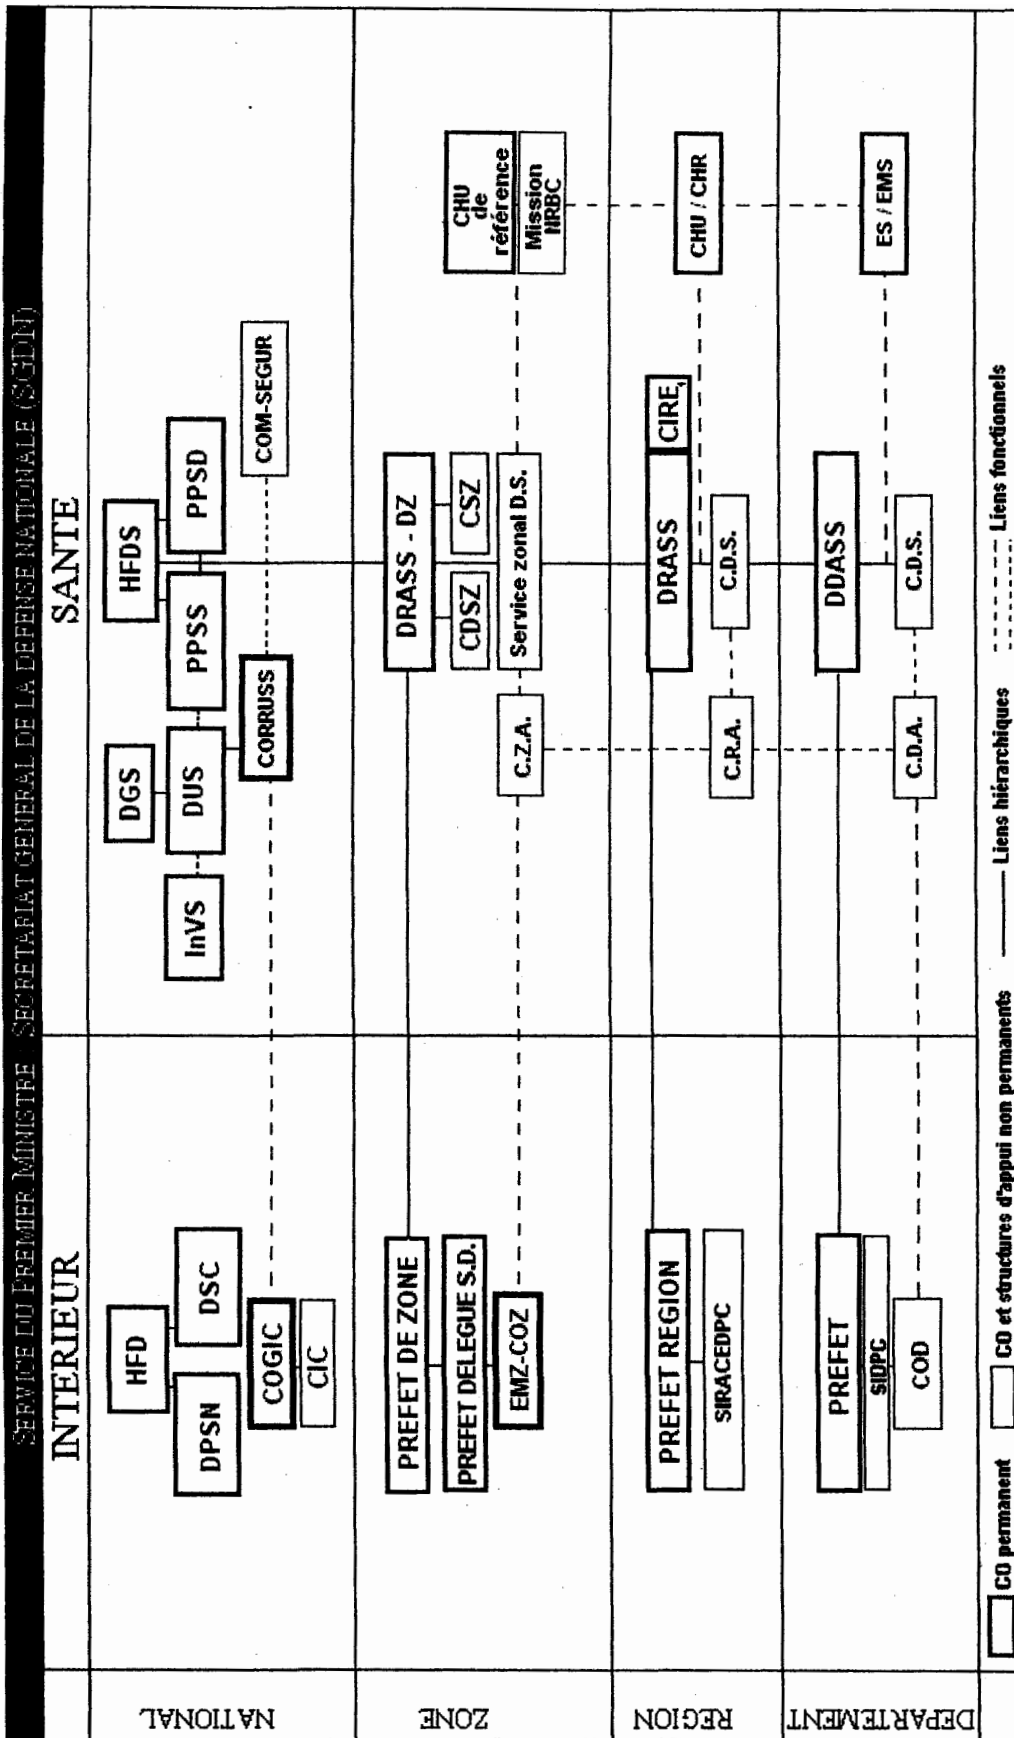 SERVICE DU PREMIER MINISTRE : SECRETARIAT GENERAL DE LA DEFENSE NATIONALE (SGDN)
INTERIEUR
SANTE
NATIONAL
HFD
DPSN
DSC
COGIC
CIC
DGS
HFDS
InVS
DUS
PPSS
PPSD
CORRUSS
COM-SEGUR
ZONE
PREFET DE ZONE
PREFET DELEGUE S.D.
EMZ-COZ
DRASS - DZ
CDSZ
CSZ
C.Z.A.
Service zonal D.S.
CHU
de
référence
Mission
NRBC
REGION
PREFET REGION
SIRACEDPC
DRASS
CIRE
C.R.A.
C.D.S.
CHU / CHR
DEPARTEMENT
PREFET
SIDPC
COD
DDASS
C.D.A.
C.D.S.
ES / EMS
CO permanent
CO et structures d'appui non permanents
Liens hiérarchiques
Liens fonctionnels